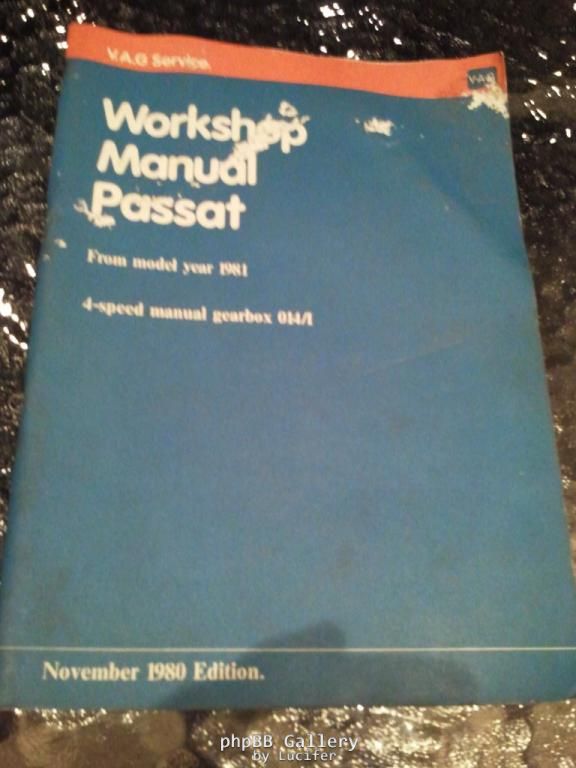 V.A.G Service.
V·A·G
Workshop
Manual
Passat
From model year 1981
4-speed manual gearbox 014/1
November 1980 Edition.
phpBB Gallery
by Lucifer